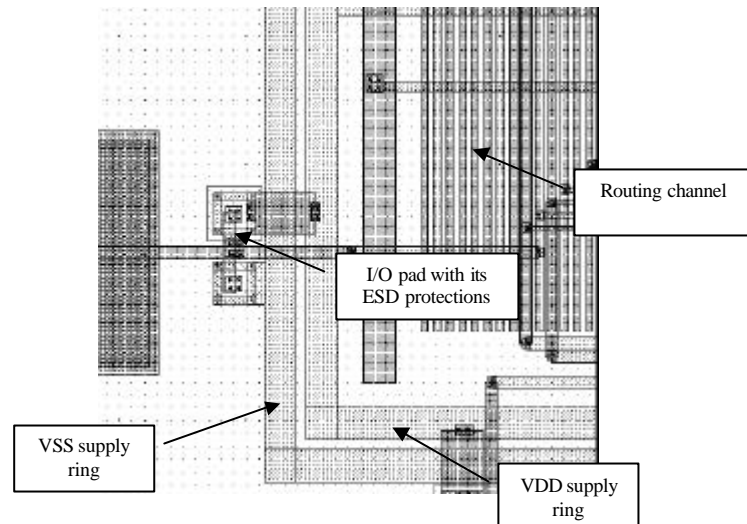 Routing channel
I/O pad with its
ESD protections
VSS supply
ring
VDD supply
ring